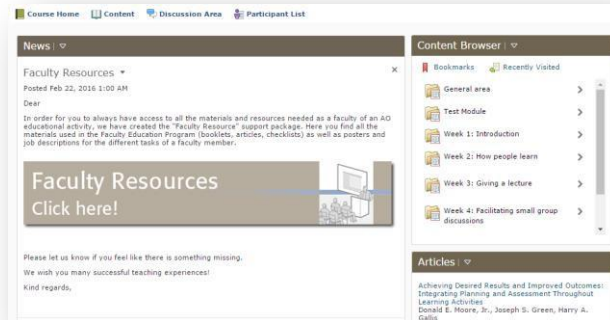 Course Home Content Discussion Area Participant List
News
Faculty Resources
Posted Feb 22, 2016 1:00 AM
Dear
In order for you to always have access to all the materials and resources needed as a faculty of an AO
educational activity, we have created the "Faculty Resource" support package. Here you find all the
materials used in the Faculty Education Program (booklets, articles, checklists) as well as posters and
job descriptions for the different tasks of a faculty member.
Faculty Resources
Click here!
Please let us know if you feel like there is something missing.
We wish you many successful teaching experiences!
Kind regards,
Content Browser
Bookmarks Recently Visited
General area
Test Module
Week 1: Introduction
Week 2: How people learn
Week 3: Giving a lecture
Week 4: Facilitating small group
discussions
Articles
Achieving Desired Results and Improved Outcomes:
Integrating Planning and Assessment Throughout
Learning Activities
Donald E. Moore, Jr., Joseph S. Green, Harry A.
Gallis